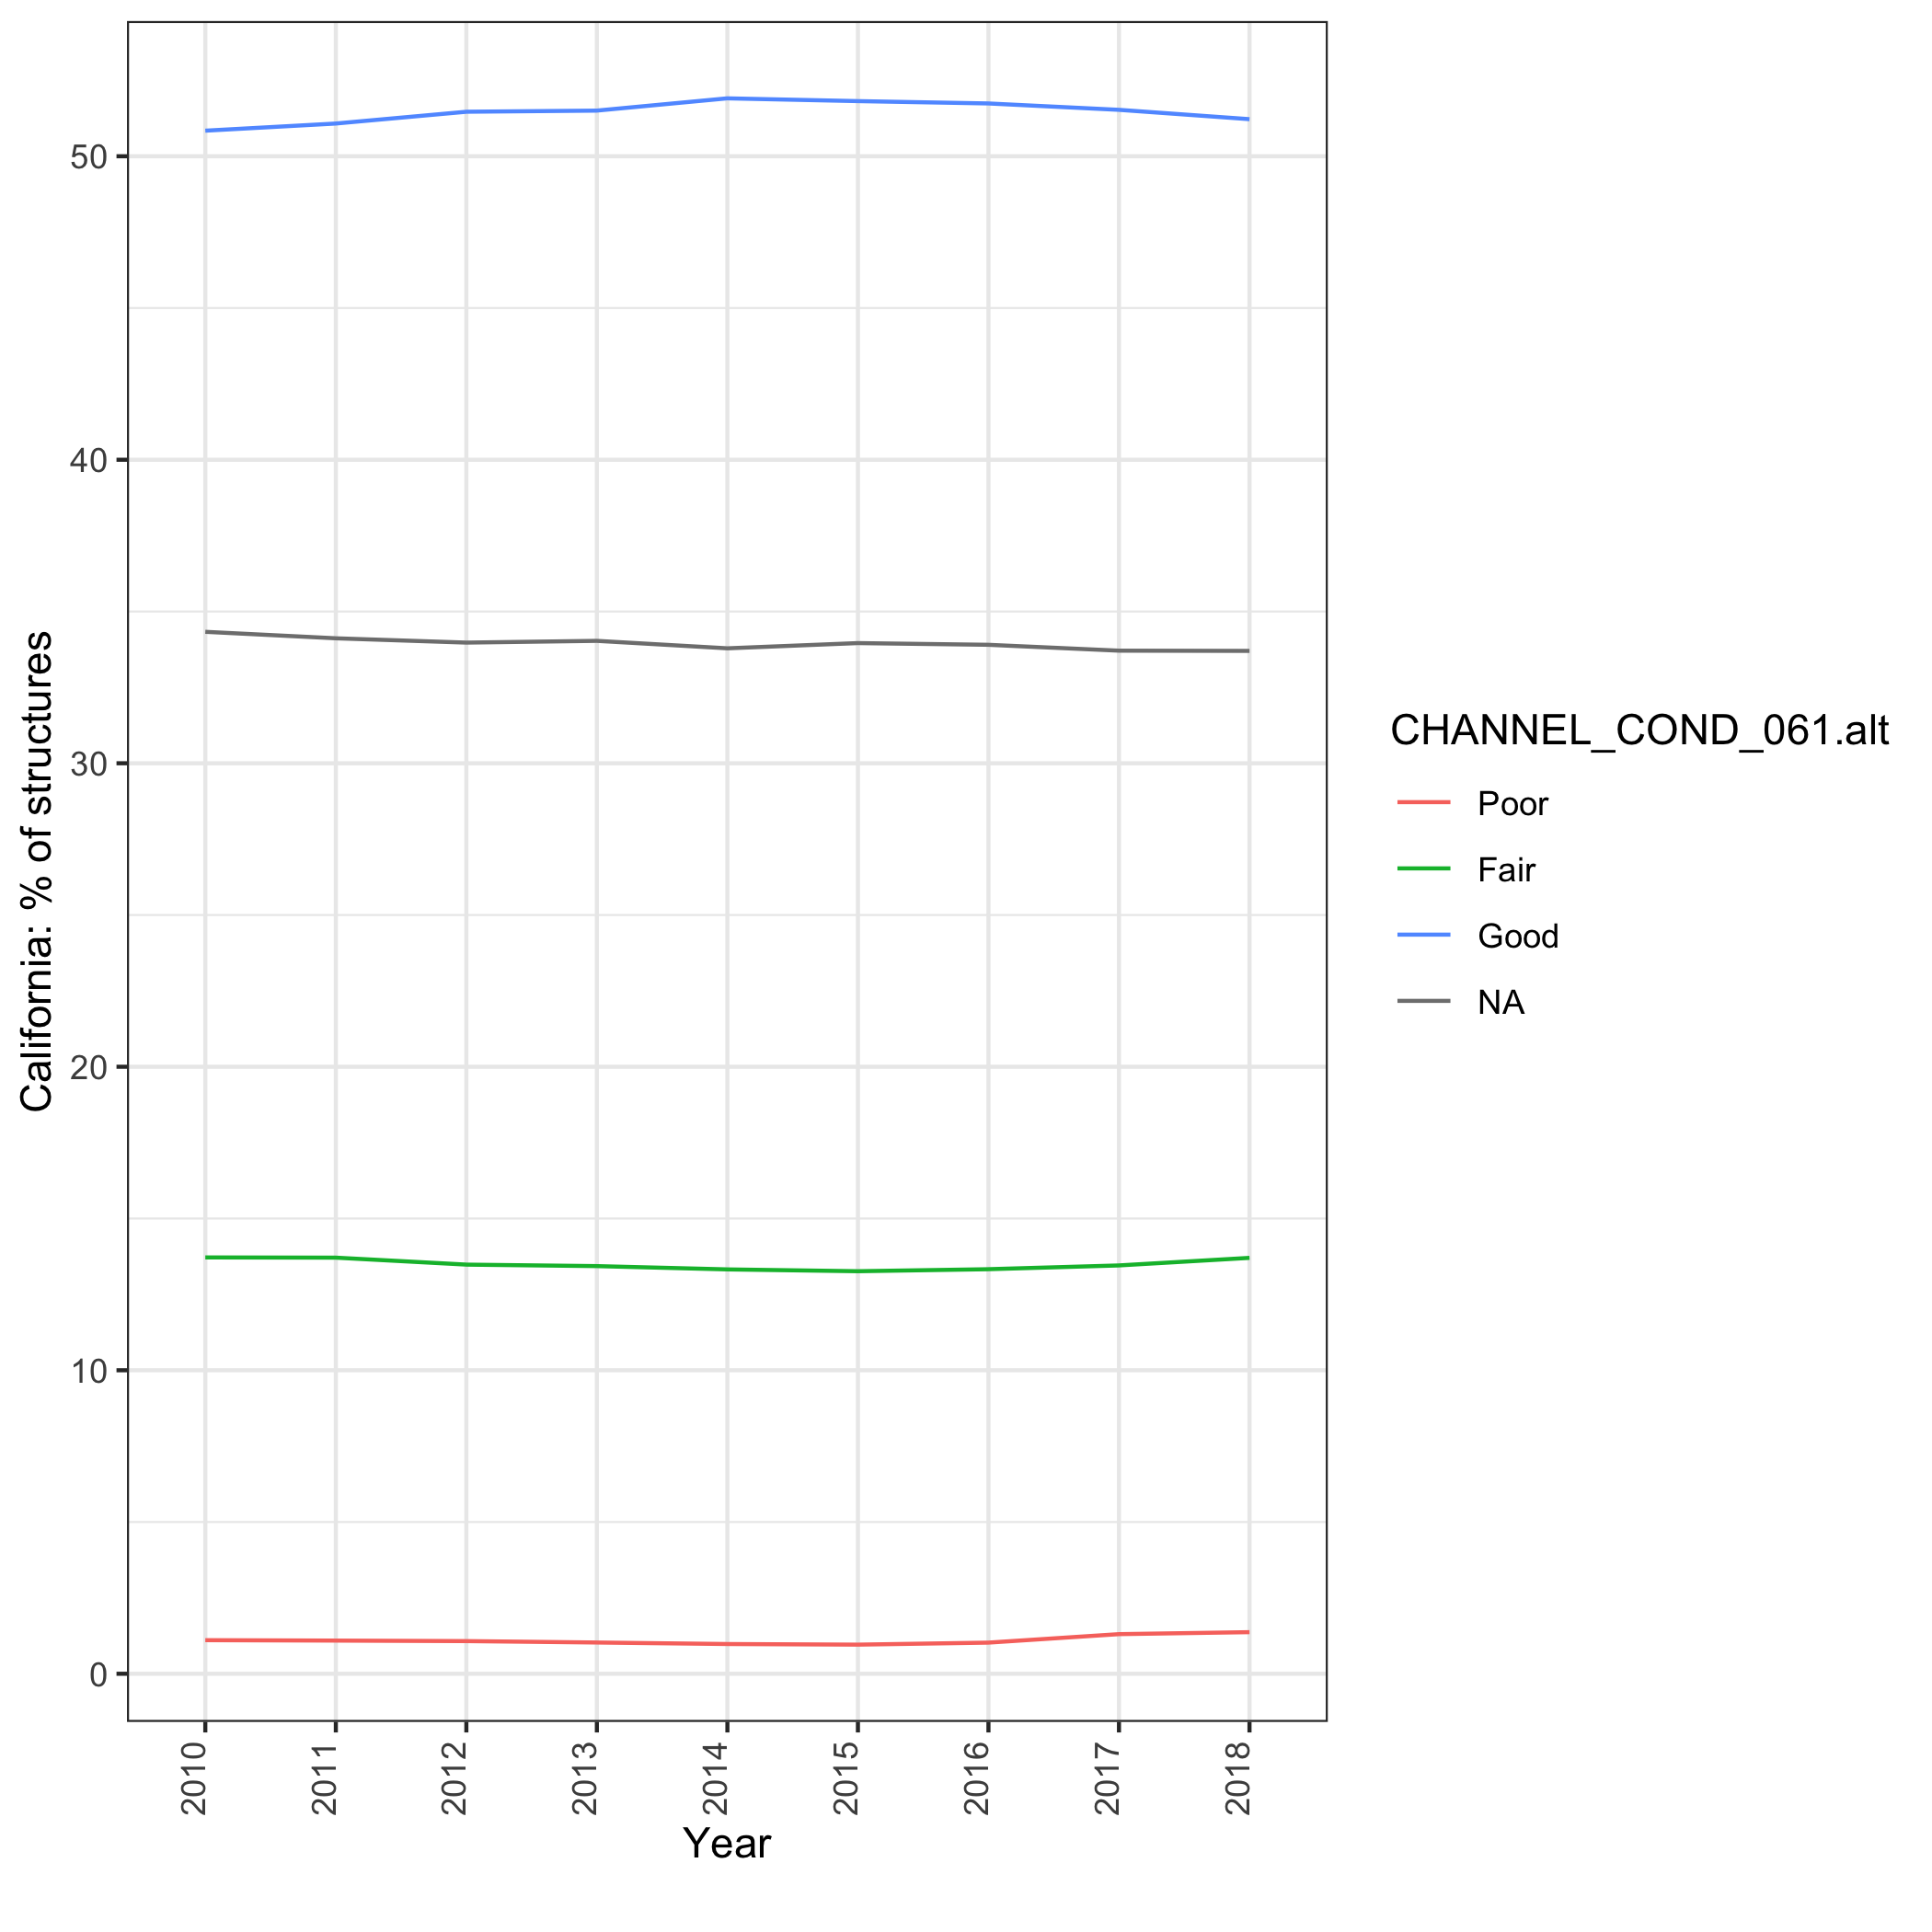 California: % of structures
50
40
30
20
10
0
2010
2011
2012
2013
2014
2015
2016
2017
2018
Year
CHANNEL_COND_061.alt
Poor
Fair
Good
NA